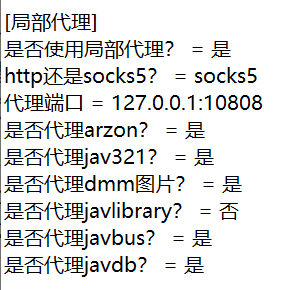 [局部代理]
是否使用局部代理？ = 是
http还是socks5？ = socks5
代理端口 = 127.0.0.1:10808
是否代理arzon？ = 是
是否代理jav321？ = 是
是否代理dmm图片？ = 是
是否代理javlibrary？ = 否
是否代理javbus？ = 是
是否代理javdb？ = 是